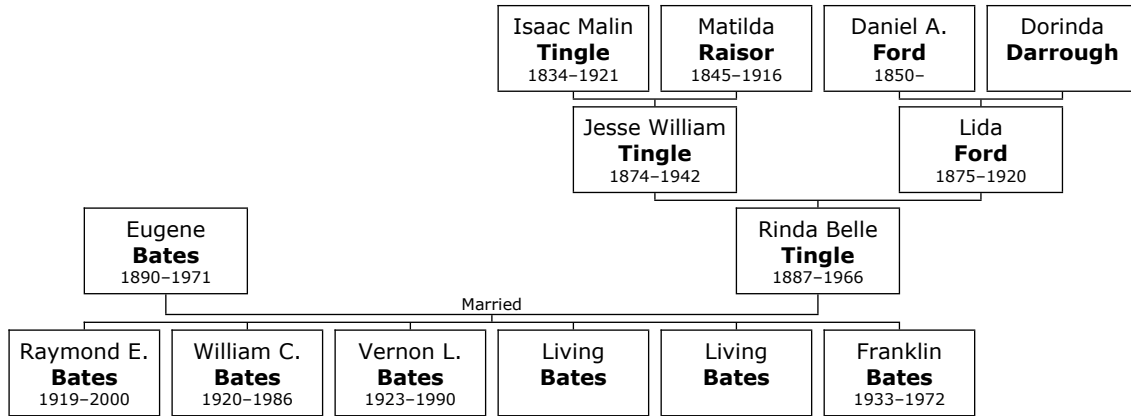 Isaac Malin
Tingle
1834–1921
Matilda
Raisor
1845–1916
Daniel A.
Ford
1850–
Dorinda
Darrough
Jesse William
Tingle
1874–1942
Lida
Ford
1875–1920
Eugene
Bates
1890–1971
Rinda Belle
Tingle
1887–1966
Married
Raymond E.
Bates
1919–2000
William C.
Bates
1920–1986
Vernon L.
Bates
1923–1990
Living
Bates
Living
Bates
Franklin
Bates
1933–1972